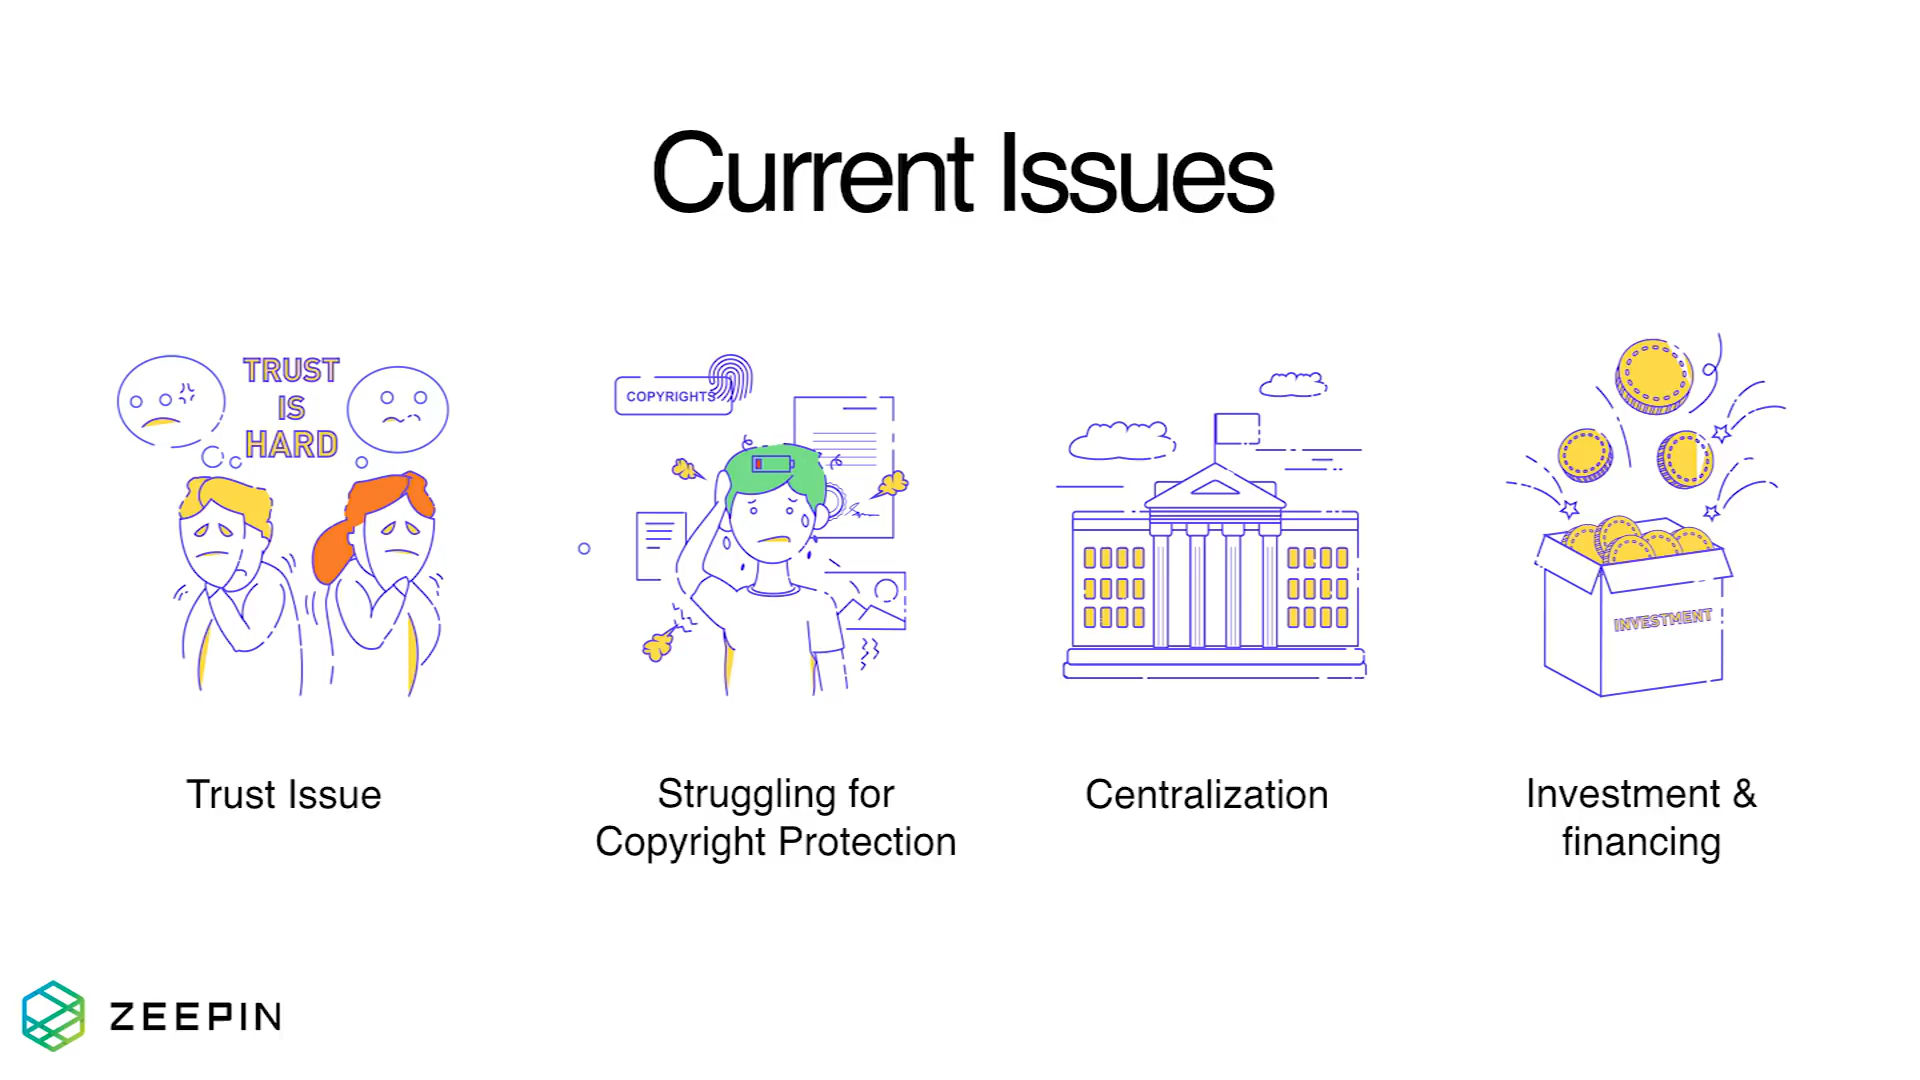 Current Issues
TRUST
IS
HARD
COPYRIGHTS
INVESTMENT
Trust Issue
Struggling for
Copyright Protection
Centralization
Investment &
financing
ZEEPIN